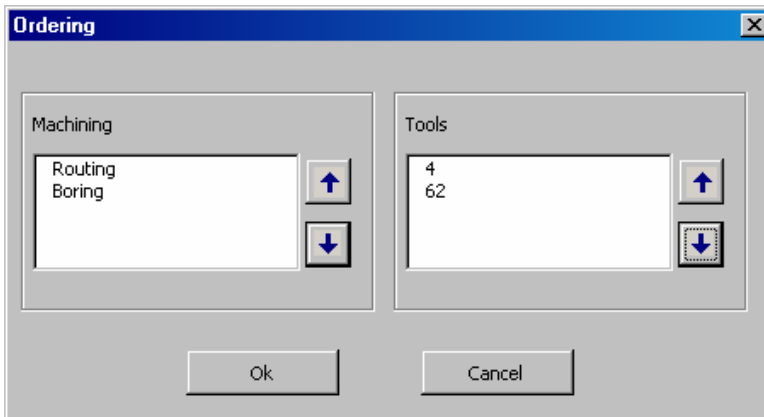 Ordering
Machining
Routing
Boring
Tools
4
62
Ok
Cancel